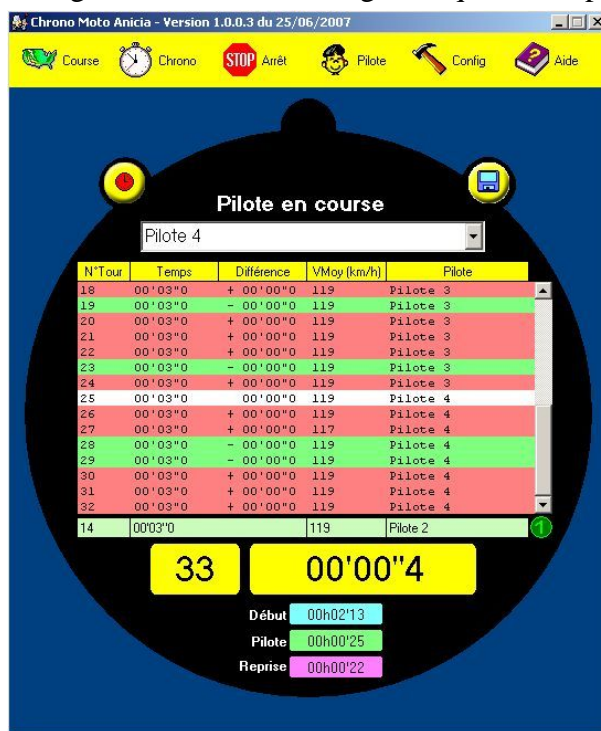 Chrono Moto Anicia - Version 1.0.0.3 du 25/06/2007
Course Chrono STOP Arrêt Pilote Config Aide
Pilote en course
Pilote 4
N°Tour Temps Différence VMoy (km/h) Pilote
18 00'03"0 + 00'00"0 119 Pilote 3
19 00'03"0 - 00'00"0 119 Pilote 3
20 00'03"0 + 00'00"0 119 Pilote 3
21 00'03"0 + 00'00"0 119 Pilote 3
22 00'03"0 + 00'00"0 119 Pilote 3
23 00'03"0 - 00'00"0 119 Pilote 3
24 00'03"0 + 00'00"0 119 Pilote 3
25 00'03"0 00'00"0 119 Pilote 4
26 00'03"0 + 00'00"0 119 Pilote 4
27 00'03"0 + 00'00"0 117 Pilote 4
28 00'03"0 - 00'00"0 119 Pilote 4
29 00'03"0 - 00'00"0 119 Pilote 4
30 00'03"0 + 00'00"0 119 Pilote 4
31 00'03"0 + 00'00"0 119 Pilote 4
32 00'03"0 + 00'00"0 119 Pilote 4
14 00'03"0 119 Pilote 2 1
33 00'00"4
Début 00h02'13
Pilote 00h00'25
Reprise 00h00'22